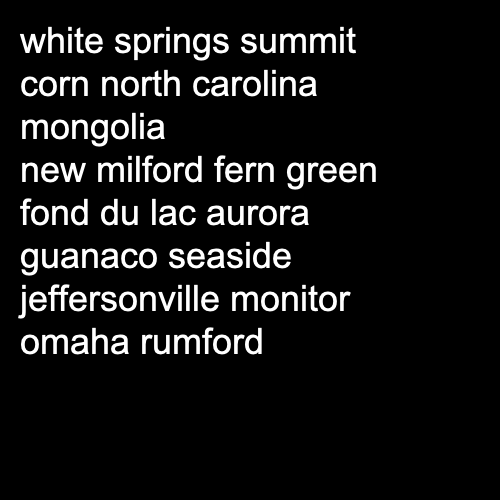 white springs summit
corn north carolina
mongolia
new milford fern green
fond du lac aurora
guanaco seaside
jeffersonville monitor
omaha rumford